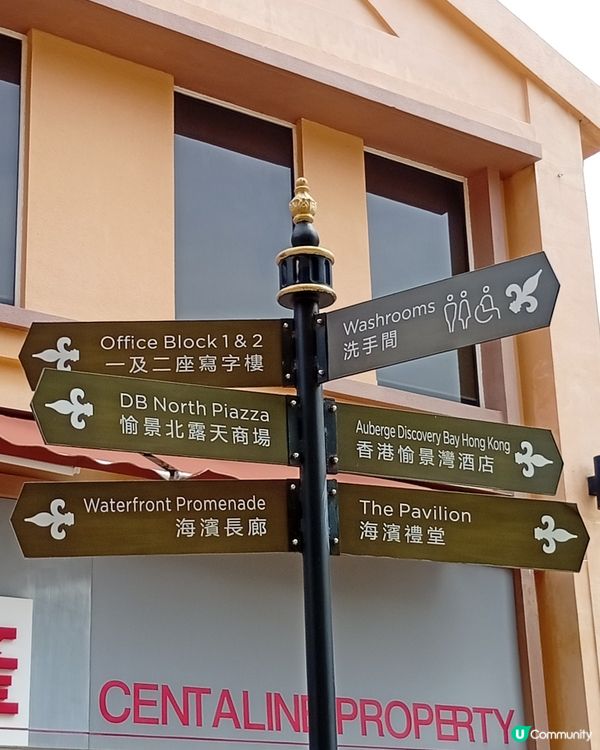 Office Block 1 & 2
一及二座寫字樓
Washrooms
洗手間
DB North Piazza
愉景北露天商場
Auberge Discovery Bay Hong Kong
香港愉景灣酒店
Waterfront Promenade
海濱長廊
The Pavilion
海濱禮堂
CENTALINE PROPERTY
U Community